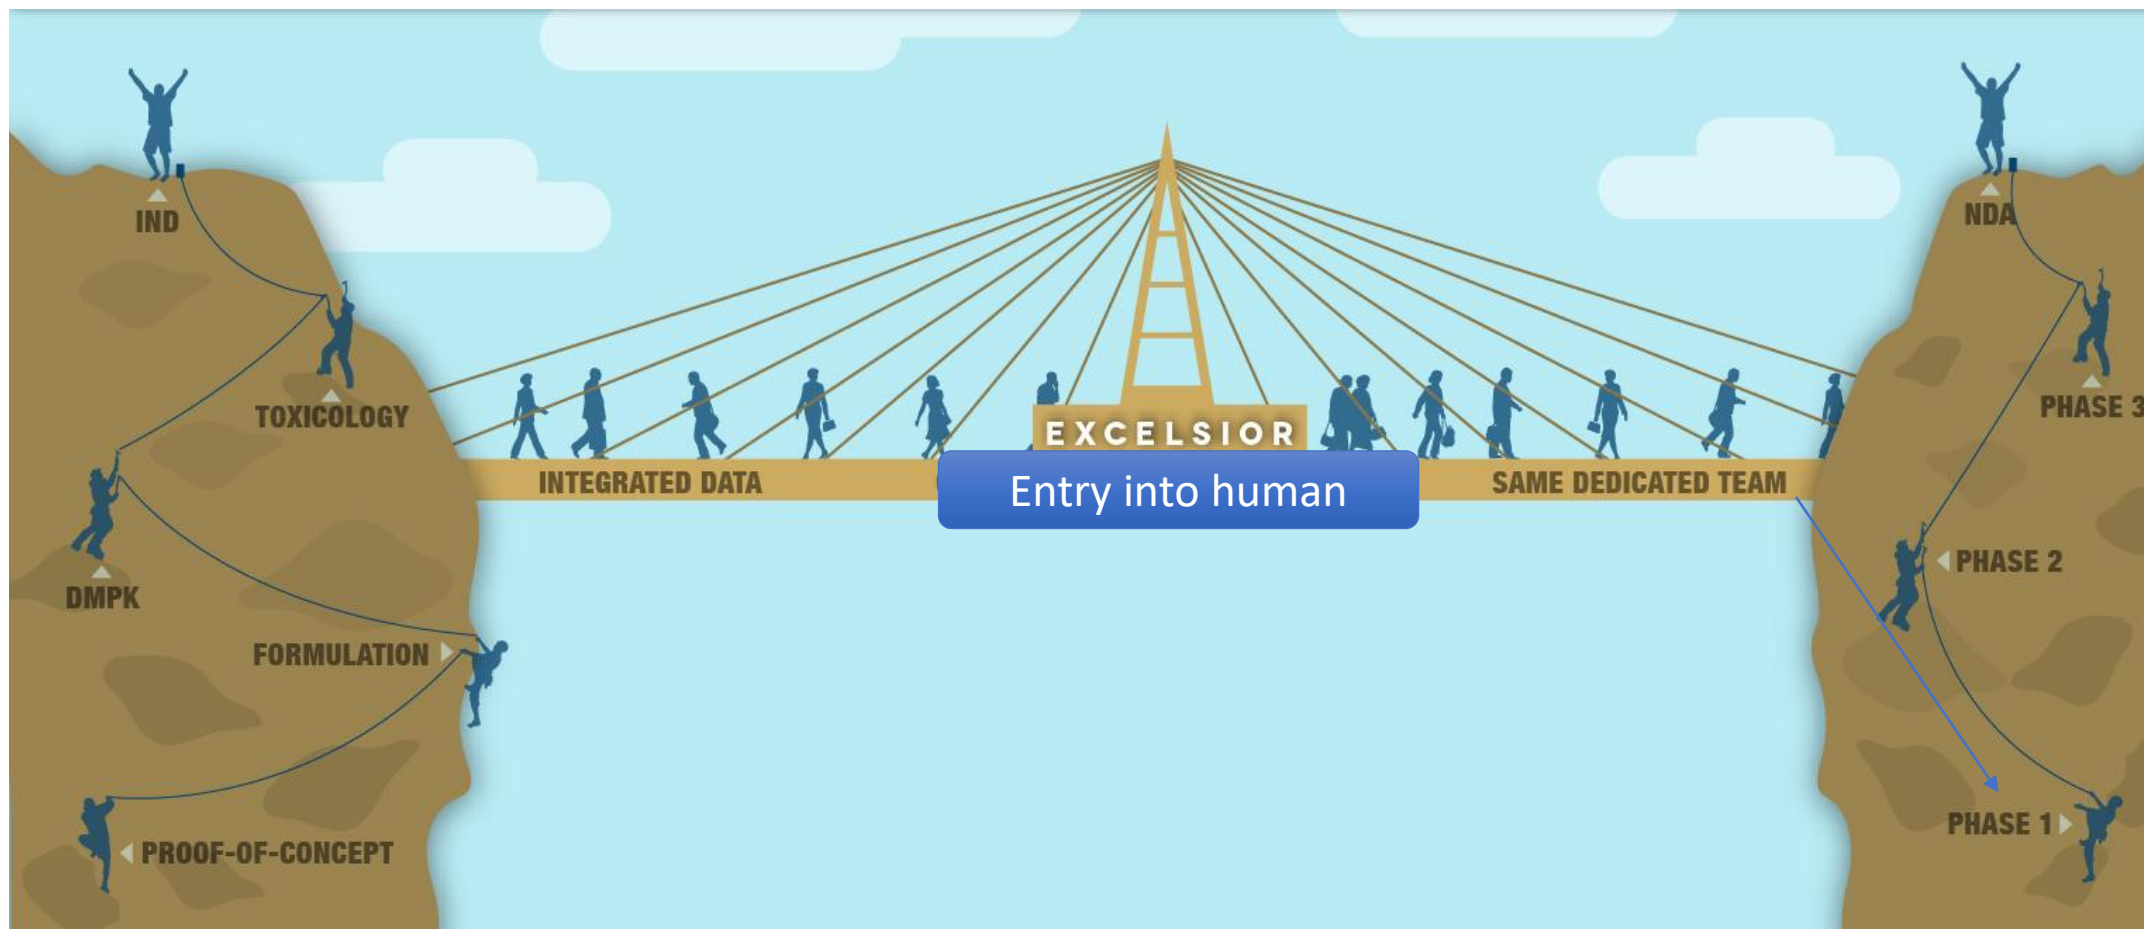 IND
TOXICOLOGY
DMPK
FORMULATION
PROOF-OF-CONCEPT
EXCELSIOR
INTEGRATED DATA
Entry into human
SAME DEDICATED TEAM
NDA
PHASE 3
PHASE 2
PHASE 1